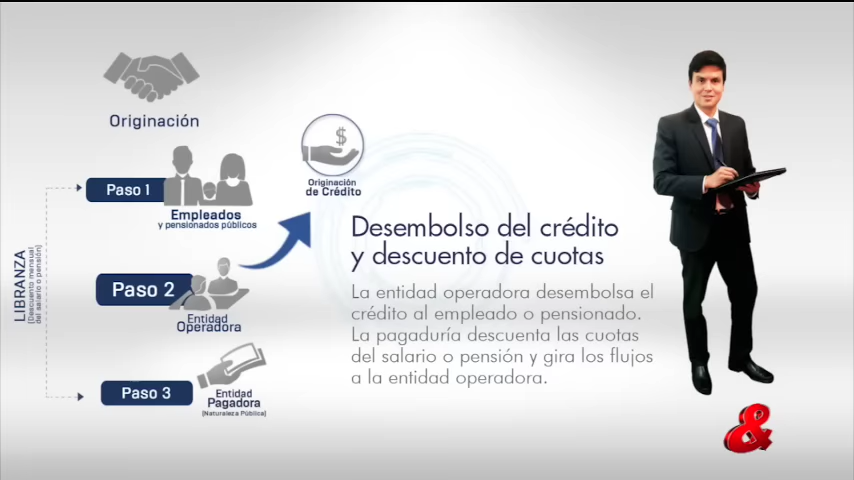 Originación
Paso 1
Empleados
y pensionados públicos
Originación
de Crédito
LIBRANZA
(Descuento mensual
del salario o pensión)
Paso 2
Entidad
Operadora
Paso 3
Entidad
Pagadora
(Naturaleza Pública)
Desembolso del crédito
y descuento de cuotas
La entidad operadora desembolsa el
crédito al empleado o pensionado.
La pagaduría descuenta las cuotas
del salario o pensión y gira los flujos
a la entidad operadora.
&